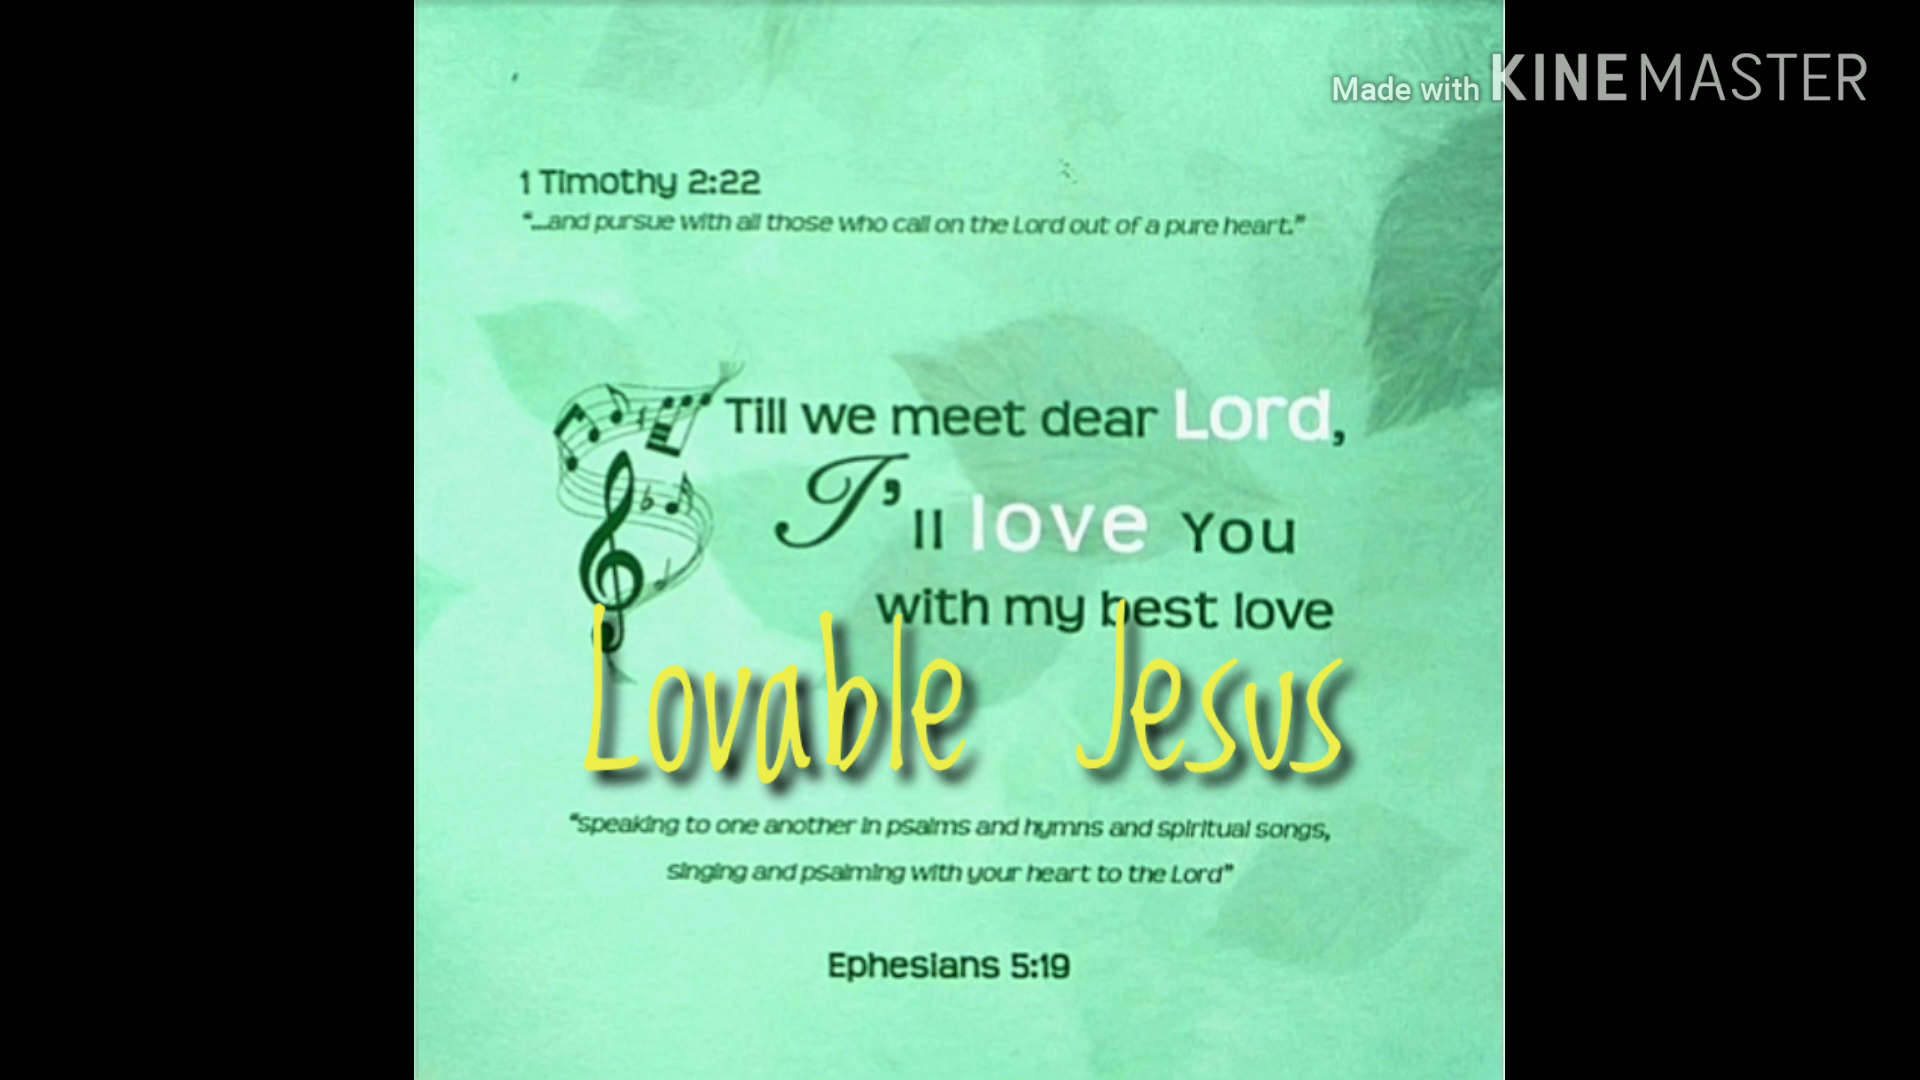 Made with KINEMASTER
1 Timothy 2:22
“...and pursue with all those who call on the Lord out of a pure heart.”
Till we meet dear Lord,
I’ll love You
with my best love
Lovable Jesus
“speaking to one another in psalms and hymns and spiritual songs,
singing and psalming with your heart to the Lord”
Ephesians 5:19